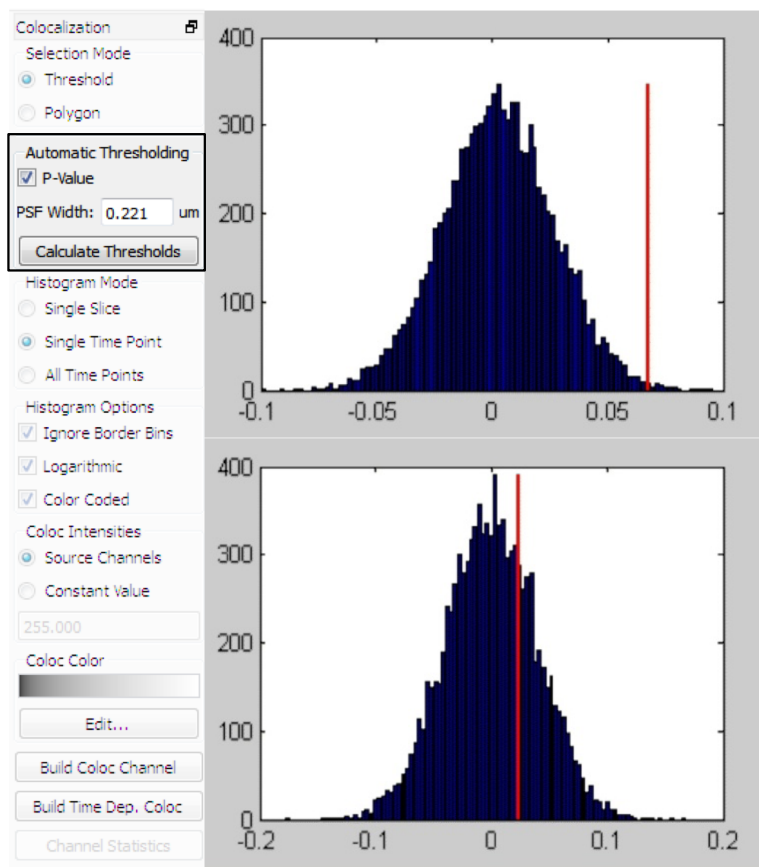 Colocalization
Selection Mode
Threshold
Polygon
Automatic Thresholding
P-Value
PSF Width: 0.221 um
Calculate Thresholds
Histogram Mode
Single Slice
Single Time Point
All Time Points
Histogram Options
Ignore Border Bins
Logarithmic
Color Coded
Coloc Intensities
Source Channels
Constant Value
255.000
Coloc Color
Edit...
Build Coloc Channel
Build Time Dep. Coloc
Channel Statistics
400
300
200
100
0
-0.1 -0.05 0 0.05 0.1
400
300
200
100
0
-0.2 -0.1 0 0.1 0.2